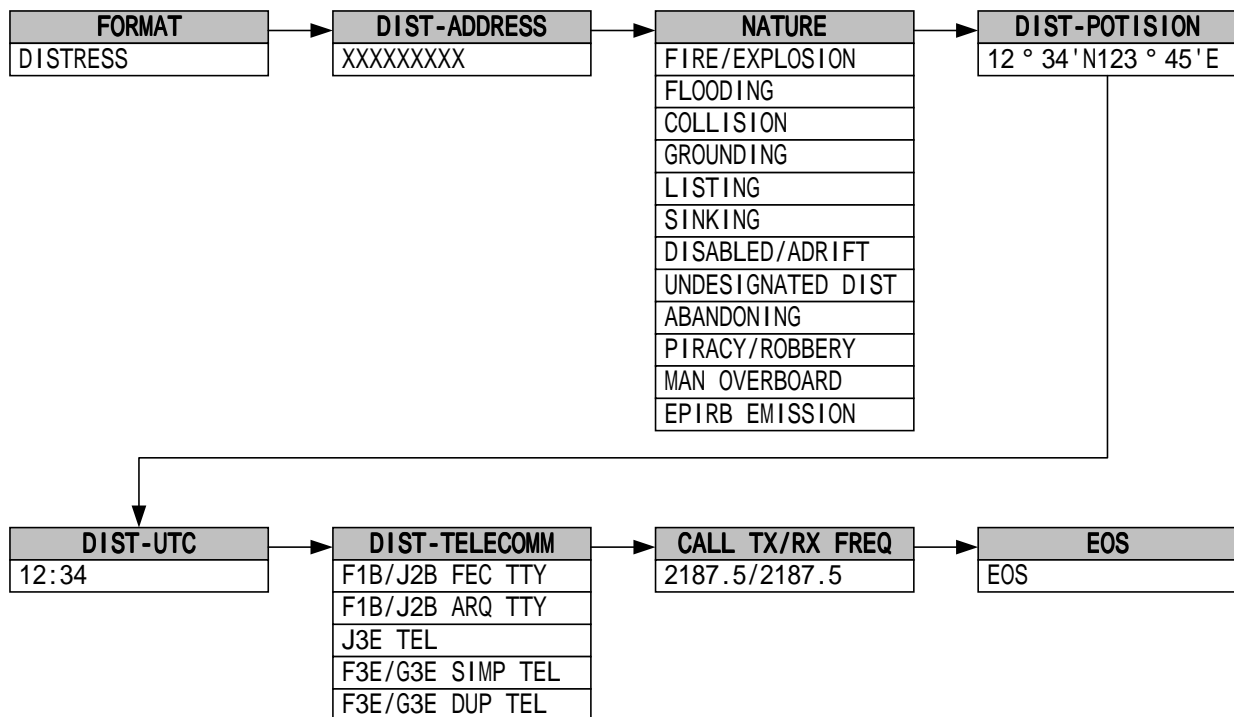 FORMAT
DISTRESS
DIST-ADDRESS
XXXXXXXXX
NATURE
FIRE/EXPLOSION
FLOODING
COLLISION
GROUNDING
LISTING
SINKING
DISABLED/ADRIFT
UNDESIGNATED DIST
ABANDONING
PIRACY/ROBBERY
MAN OVERBOARD
EPIRB EMISSION
DIST-POTISION
12 ° 34'N123 ° 45'E
DIST-UTC
12:34
DIST-TELECOMM
F1B/J2B FEC TTY
F1B/J2B ARQ TTY
J3E TEL
F3E/G3E SIMP TEL
F3E/G3E DUP TEL
CALL TX/RX FREQ
2187.5/2187.5
EOS
EOS